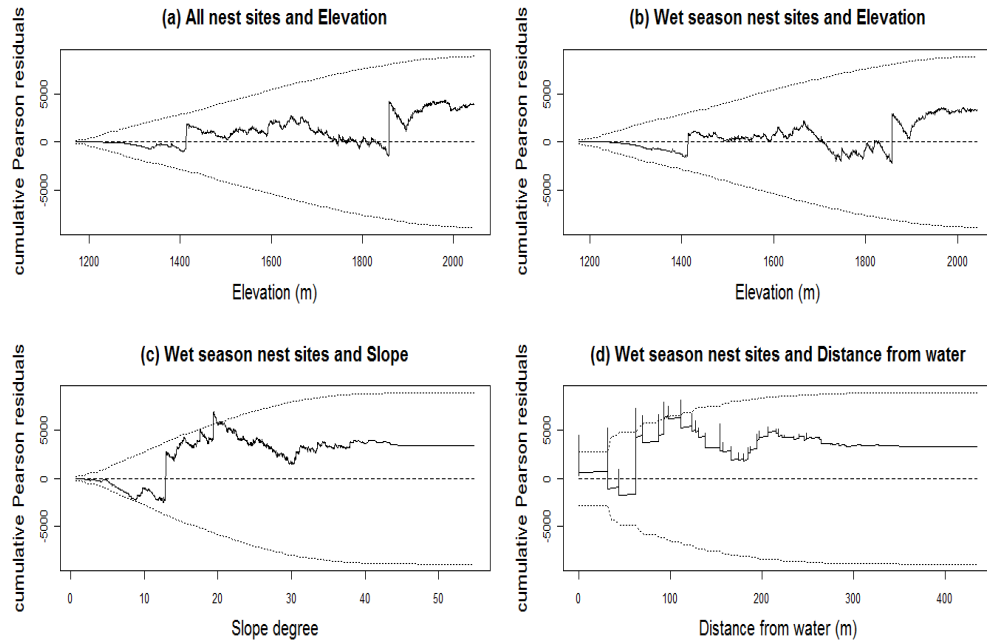 (a) All nest sites and Elevation
cumulative Pearson residuals
5000
0
-5000
1200 1400 1600 1800 2000
Elevation (m)
(b) Wet season nest sites and Elevation
cumulative Pearson residuals
5000
0
-5000
1200 1400 1600 1800 2000
Elevation (m)
(c) Wet season nest sites and Slope
cumulative Pearson residuals
5000
0
-5000
0 10 20 30 40 50
Slope degree
(d) Wet season nest sites and Distance from water
cumulative Pearson residuals
5000
0
-5000
0 100 200 300 400
Distance from water (m)